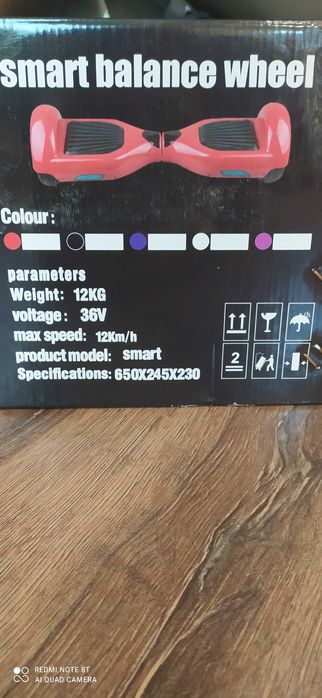 smart balance wheel
Colour:
parameters
Weight: 12KG
voltage: 36V
max speed: 12Km/h
product model: smart
Specifications: 650X245X230
2
REDMI NOTE 8T
AI QUAD CAMERA